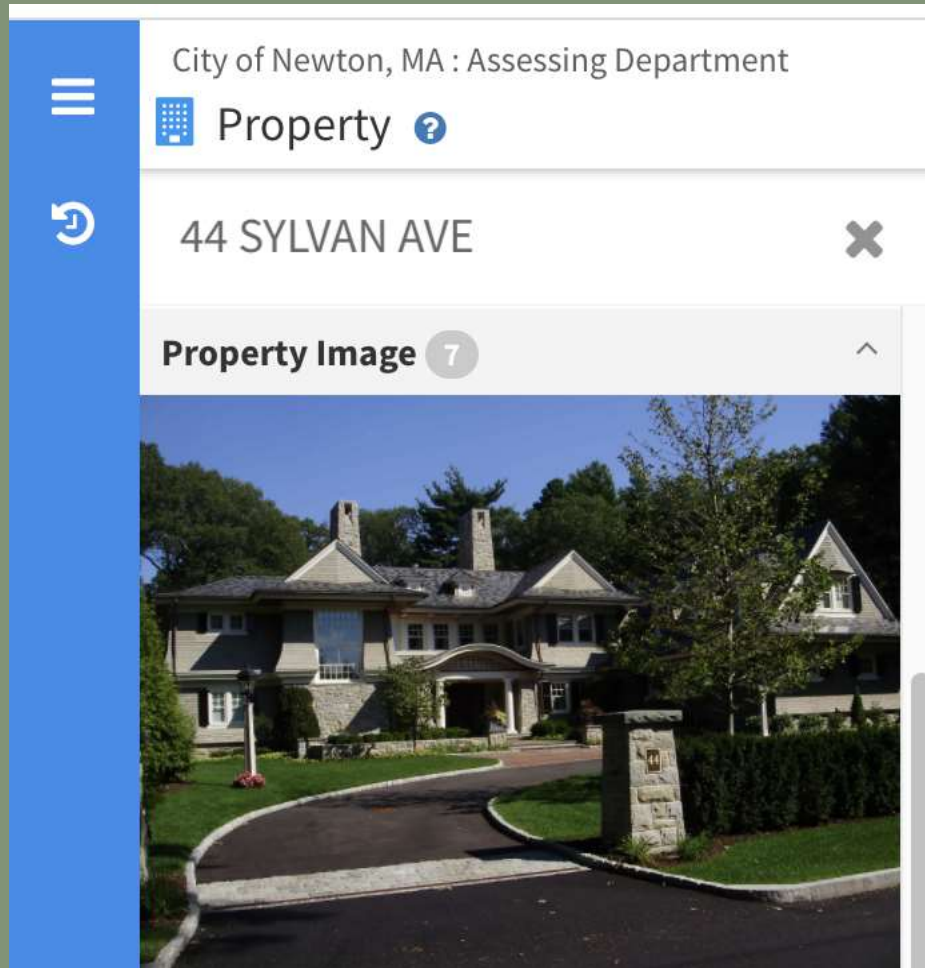 City of Newton, MA : Assessing Department
Property ?
44 SYLVAN AVE
Property Image 7
44